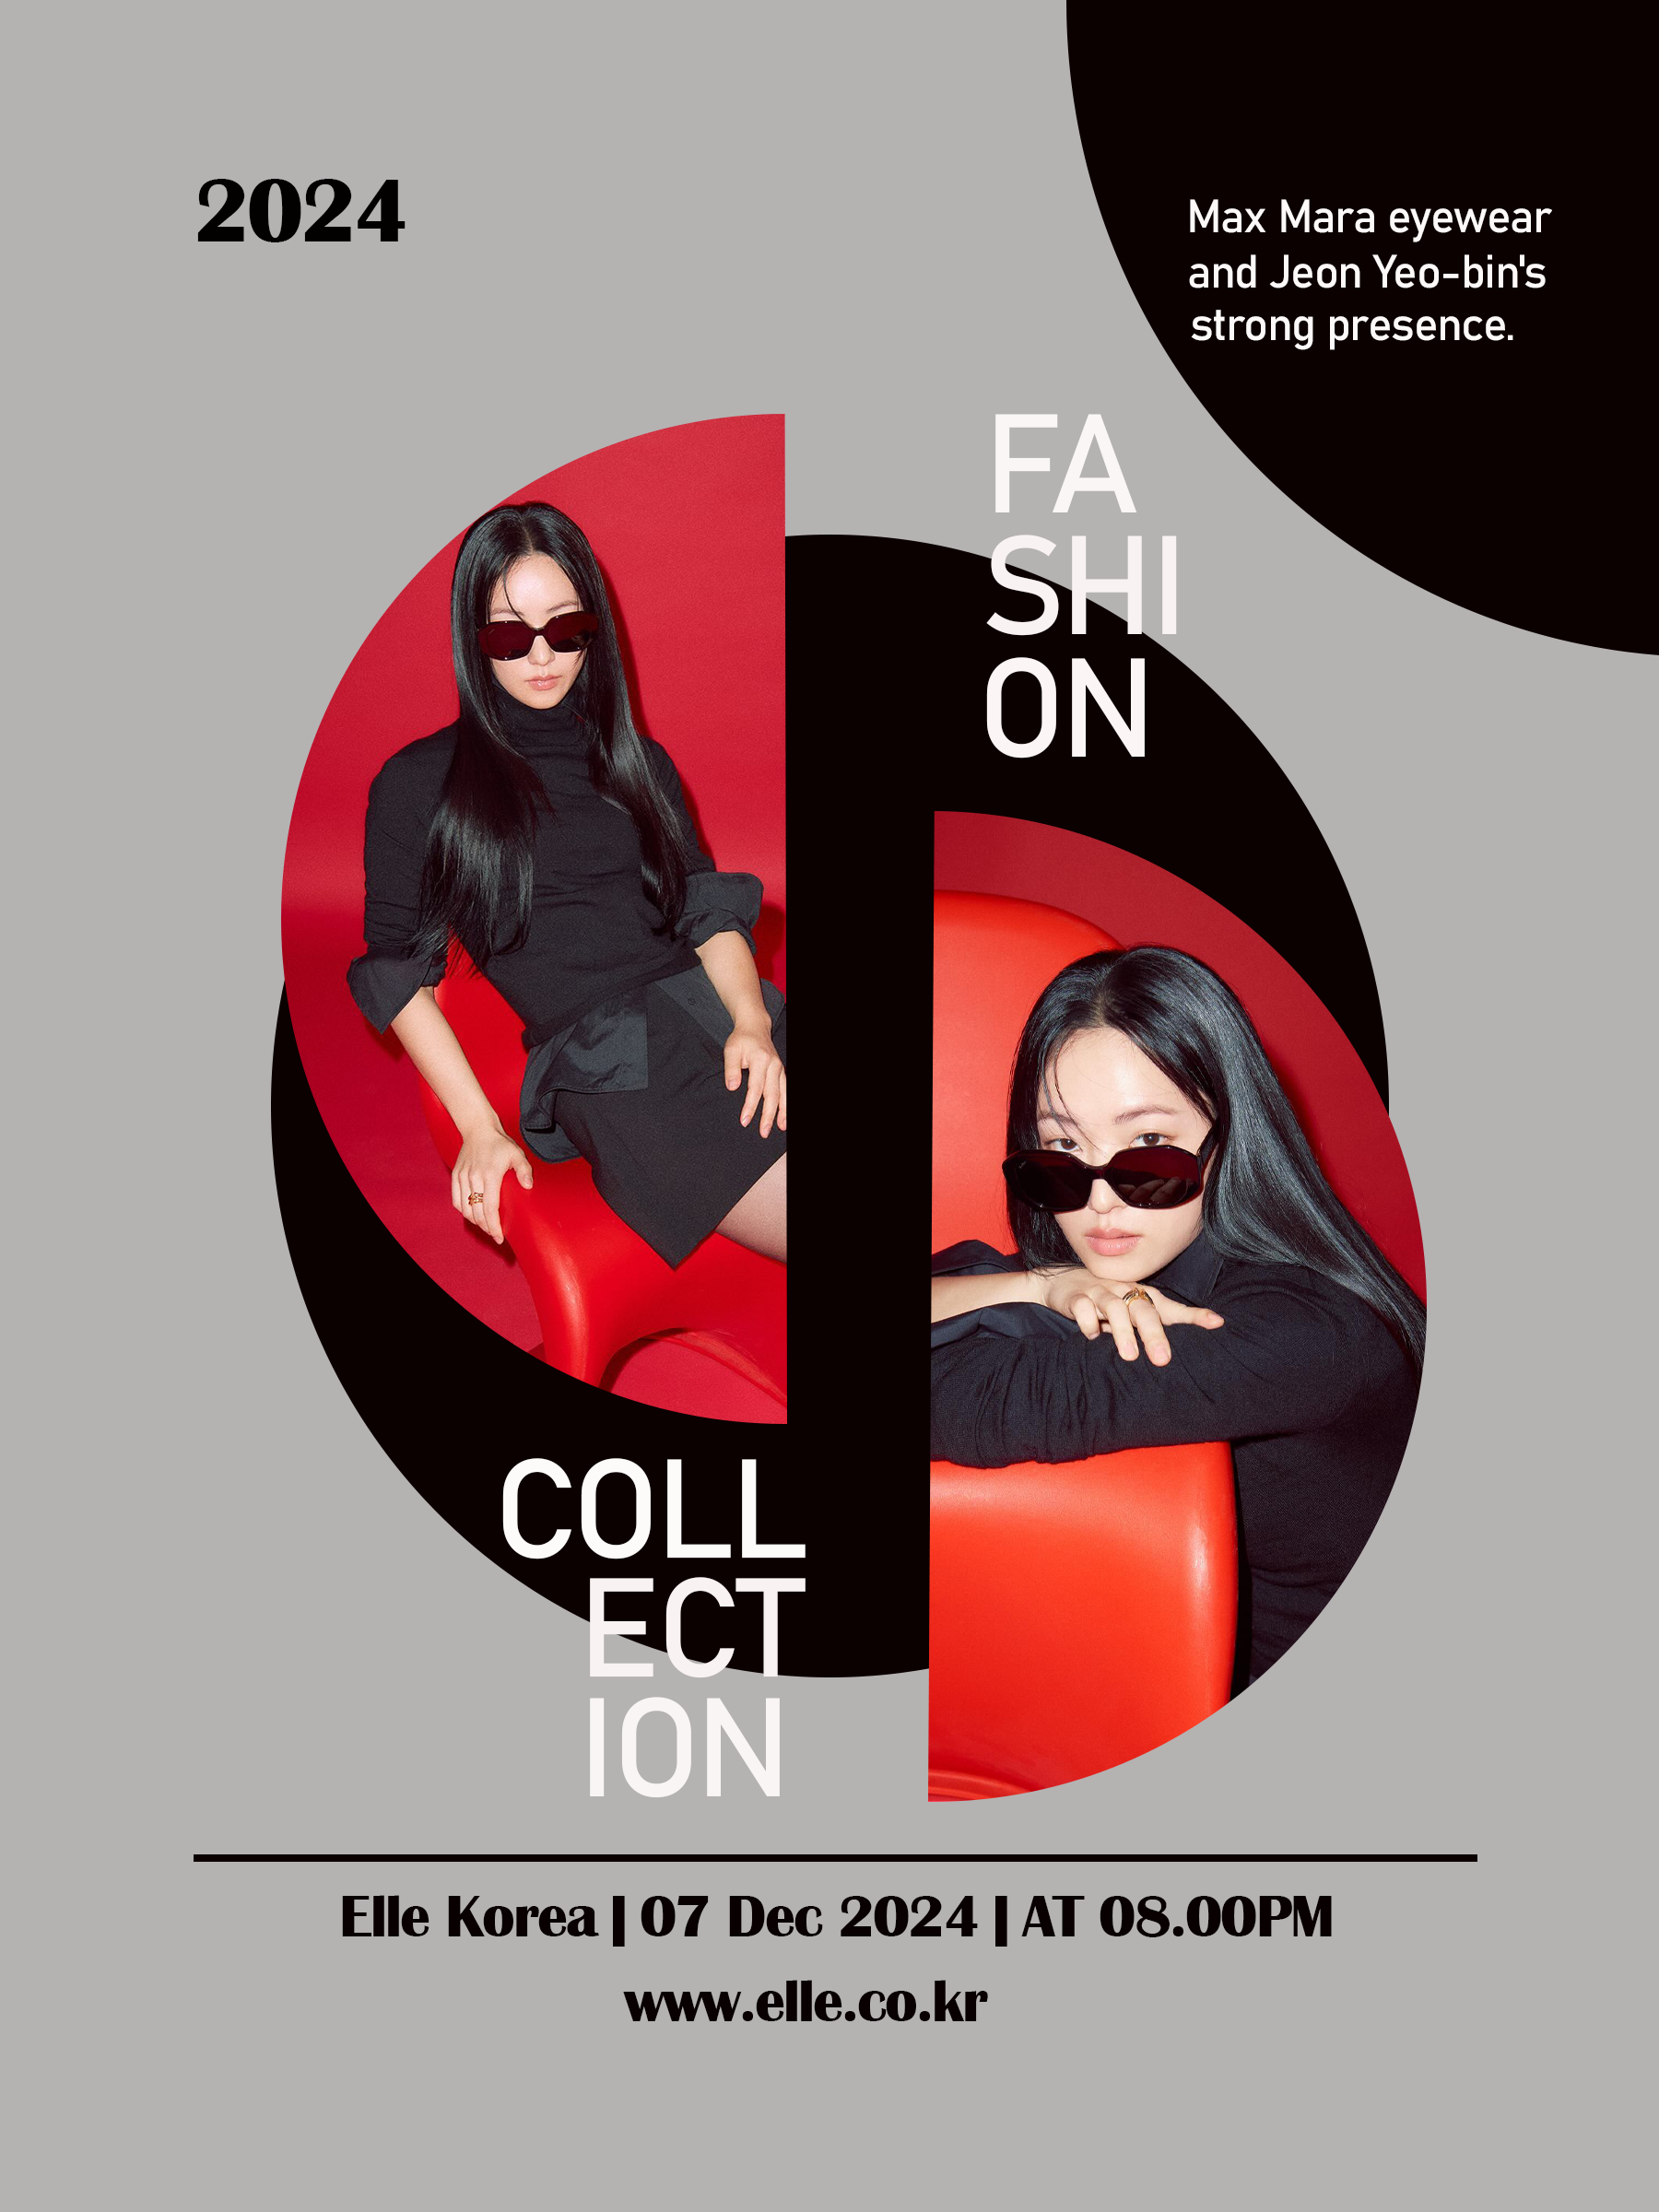 2024
Max Mara eyewear
and Jeon Yeo-bin's
strong presence.
FA
SHI
ON
COLL
ECT
ION
Elle Korea | 07 Dec 2024 | AT 08.00PM
www.elle.co.kr